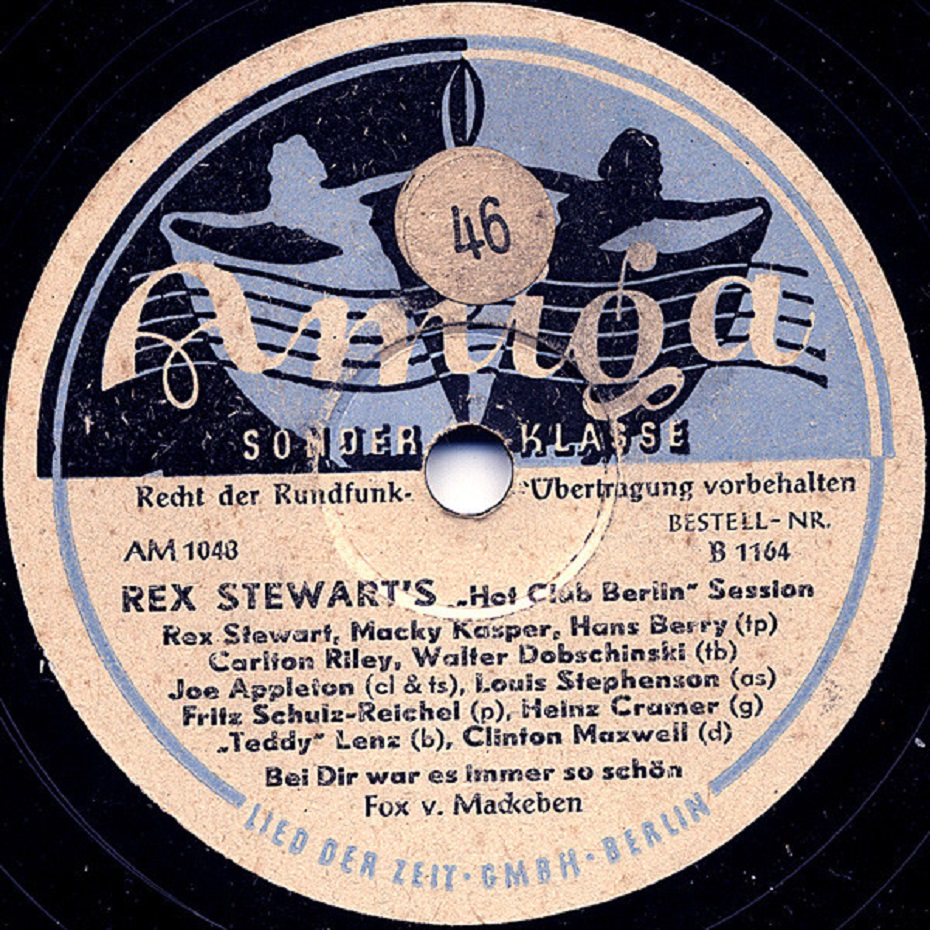 46
Amiga
SONDER KLASSE
Recht der Rundfunk-Übertragung vorbehalten
BESTELL-NR.
AM 1048 B 1164
REX STEWART'S „Hot Club Berlin" Session
Rex Stewart, Macky Kasper, Hans Berry (tp)
Carlton Riley, Walter Dobschinski (tb)
Joe Appleton (cl & ts), Louis Stephenson (as)
Fritz Schulz-Reichel (p), Heinz Cramer (g)
„Teddy" Lenz (b), Clinton Maxwell (d)
Bei Dir war es immer so schön
Fox v. Mackeben
LIED DER ZEIT · GMBH · BERLIN